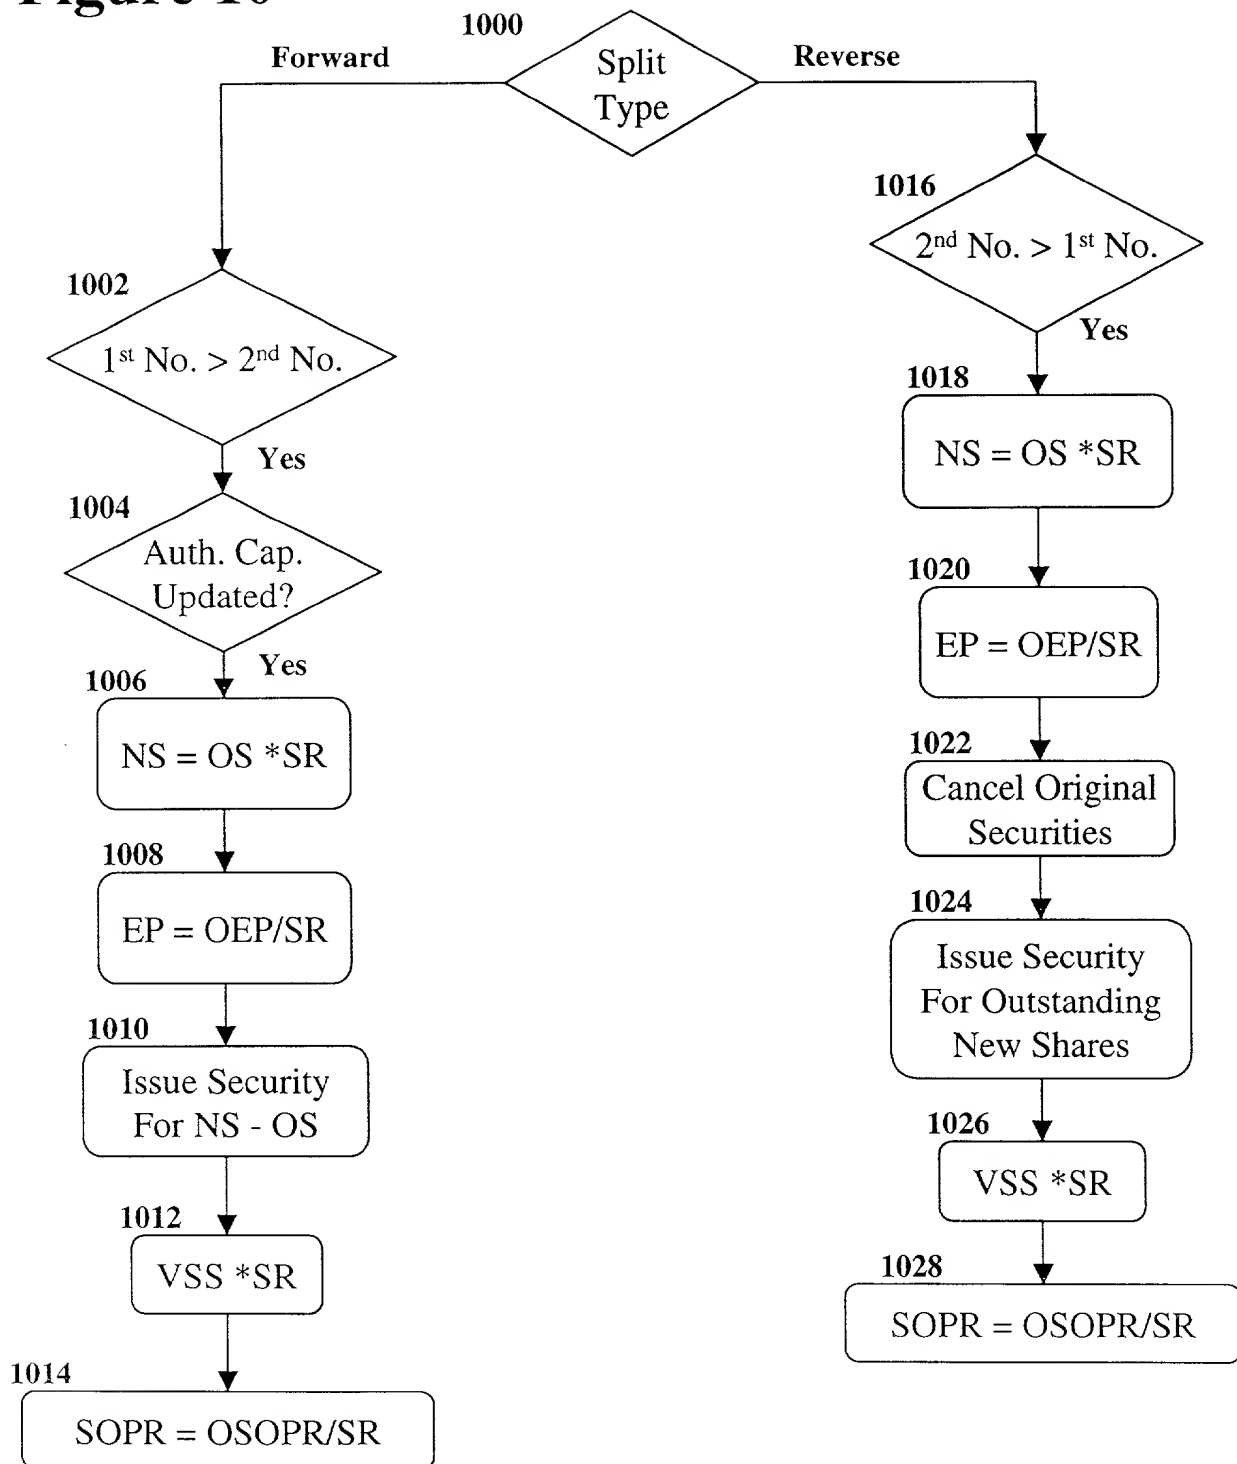 Figure 10
1000
Forward
Split
Type
Reverse
1002
1st No. > 2nd No.
Yes
1004
Auth. Cap.
Updated?
Yes
1006
NS = OS *SR
1008
EP = OEP/SR
1010
Issue Security
For NS - OS
1012
VSS *SR
1014
SOPR = OSOPR/SR
1016
2nd No. > 1st No.
Yes
1018
NS = OS *SR
1020
EP = OEP/SR
1022
Cancel Original
Securities
1024
Issue Security
For Outstanding
New Shares
1026
VSS *SR
1028
SOPR = OSOPR/SR